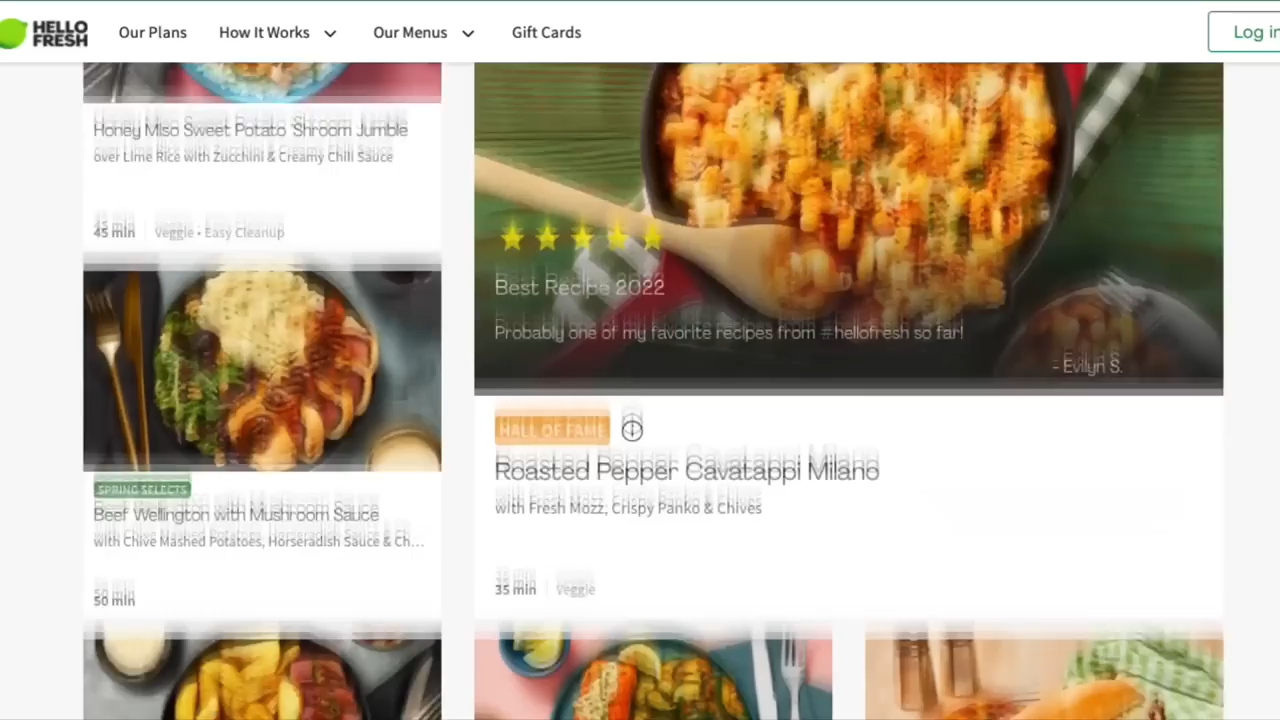 HELLO
FRESH
Our Plans
How It Works
Our Menus
Gift Cards
Log in
Honey Miso Sweet Potato 'Shroom Jumble
over Lime Rice with Zucchini & Creamy Chili Sauce
45 min
Veggie • Easy Cleanup
SPRING SELECTS
Beef Wellington with Mushroom Sauce
with Chive Mashed Potatoes, Horseradish Sauce & Ch...
50 min
Best Recipe 2022
Probably one of my favorite recipes from #hellofresh so far!
- Evilyn S.
HALL OF FAME
Roasted Pepper Cavatappi Milano
with Fresh Mozz, Crispy Panko & Chives
35 min
Veggie